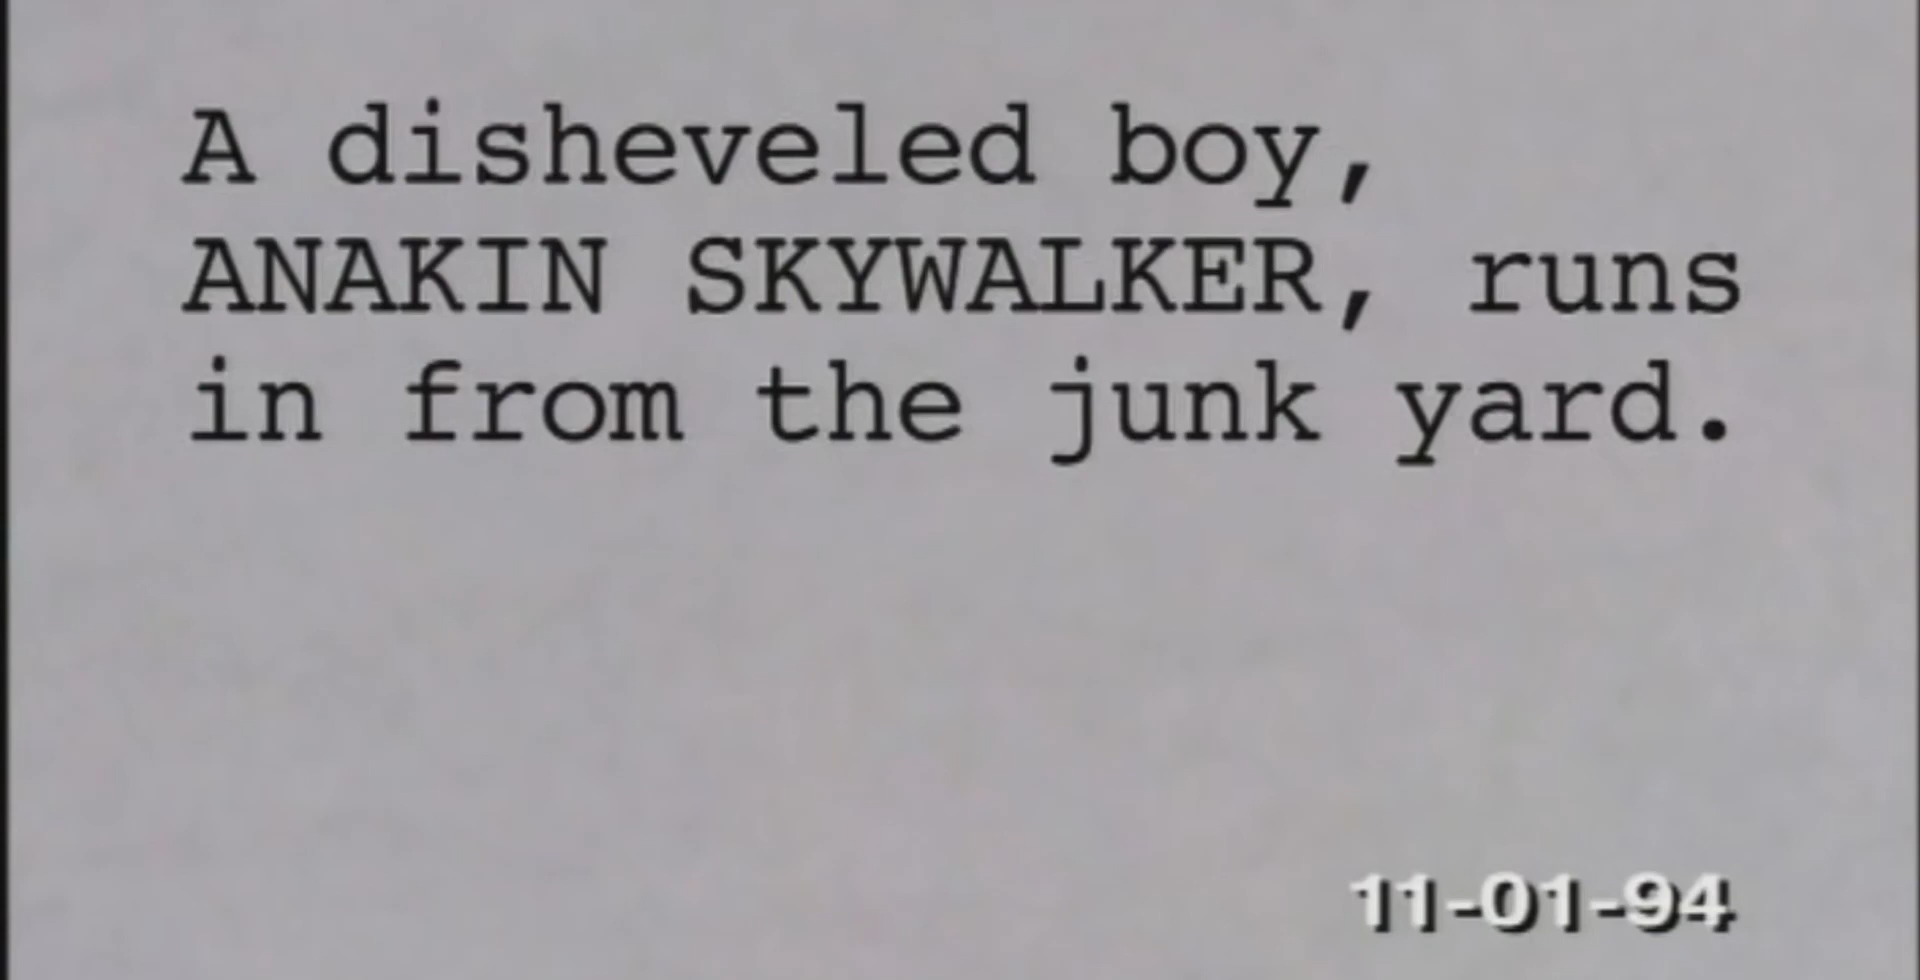 A disheveled boy,
ANAKIN SKYWALKER, runs
in from the junk yard.
11-01-94